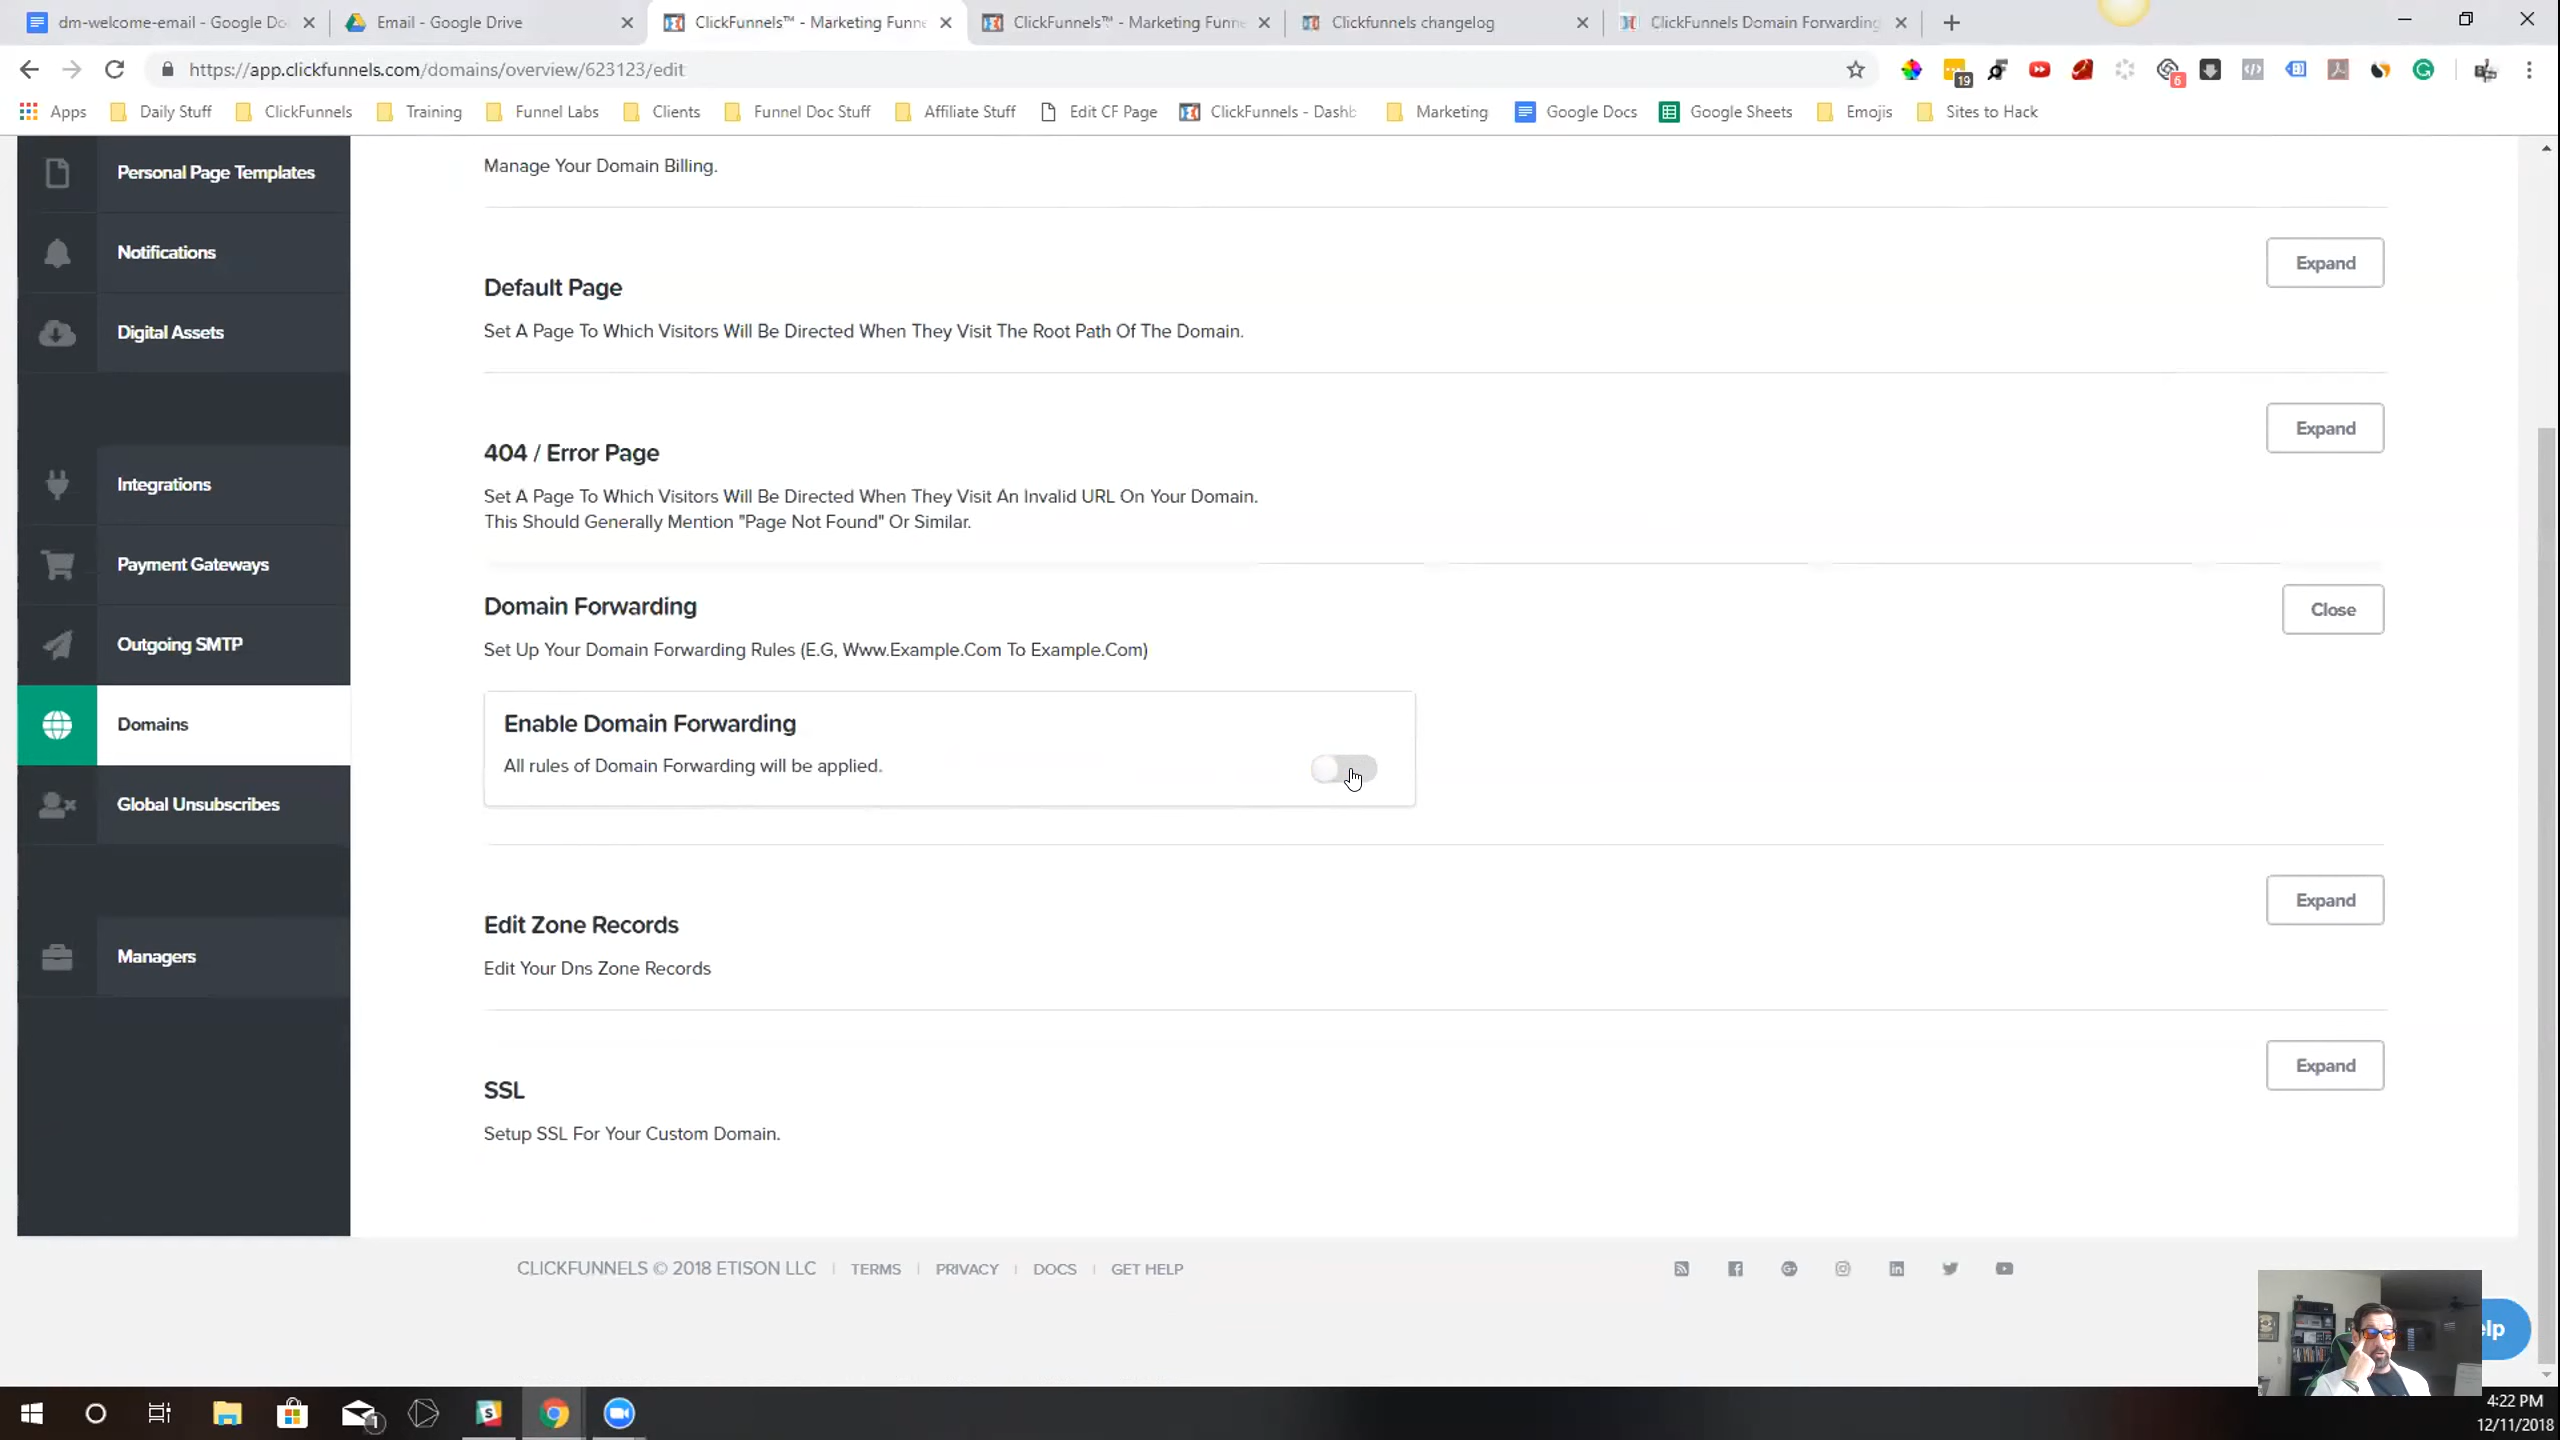 dm-welcome-email - Google Do
Email - Google Drive
ClickFunnels™ - Marketing Funne
ClickFunnels™ - Marketing Funne
Clickfunnels changelog
ClickFunnels Domain Forwarding
https://app.clickfunnels.com/domains/overview/623123/edit
19
6
Apps
Daily Stuff
ClickFunnels
Training
Funnel Labs
Clients
Funnel Doc Stuff
Affiliate Stuff
Edit CF Page
ClickFunnels - Dashb
Marketing
Google Docs
Google Sheets
Emojis
Sites to Hack
Personal Page Templates
Notifications
Digital Assets
Integrations
Payment Gateways
Outgoing SMTP
Domains
Global Unsubscribes
Managers
Manage Your Domain Billing.
Default Page
Expand
Set A Page To Which Visitors Will Be Directed When They Visit The Root Path Of The Domain.
404 / Error Page
Expand
Set A Page To Which Visitors Will Be Directed When They Visit An Invalid URL On Your Domain.
This Should Generally Mention "Page Not Found" Or Similar.
Domain Forwarding
Close
Set Up Your Domain Forwarding Rules (E.G, Www.Example.Com To Example.Com)
Enable Domain Forwarding
All rules of Domain Forwarding will be applied.
Edit Zone Records
Expand
Edit Your Dns Zone Records
SSL
Expand
Setup SSL For Your Custom Domain.
CLICKFUNNELS © 2018 ETISON LLC | TERMS | PRIVACY | DOCS | GET HELP
elp
1
4:22 PM
12/11/2018